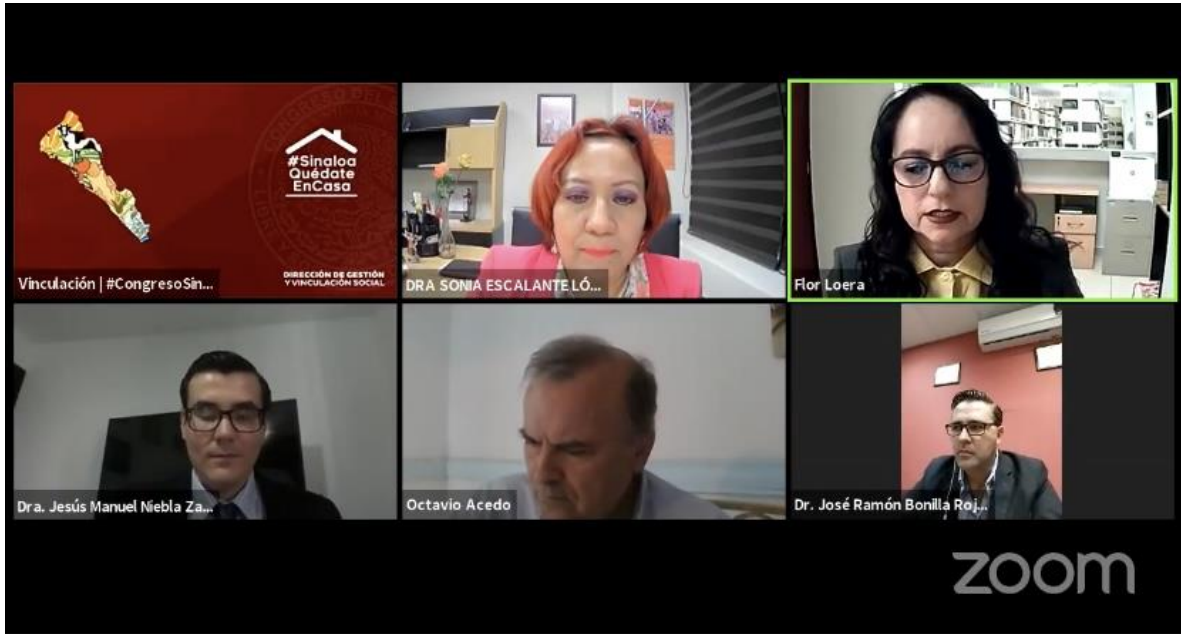 #Sinaloa
Quédate
EnCasa
DIRECCIÓN DE GESTIÓN
Y VINCULACIÓN SOCIAL
Vinculación | #CongresoSin...
DRA SONIA ESCALANTE LÓ...
Flor Loera
Dra. Jesús Manuel Niebla Za...
Octavio Acedo
Dr. José Ramón Bonilla Roj...
zoom